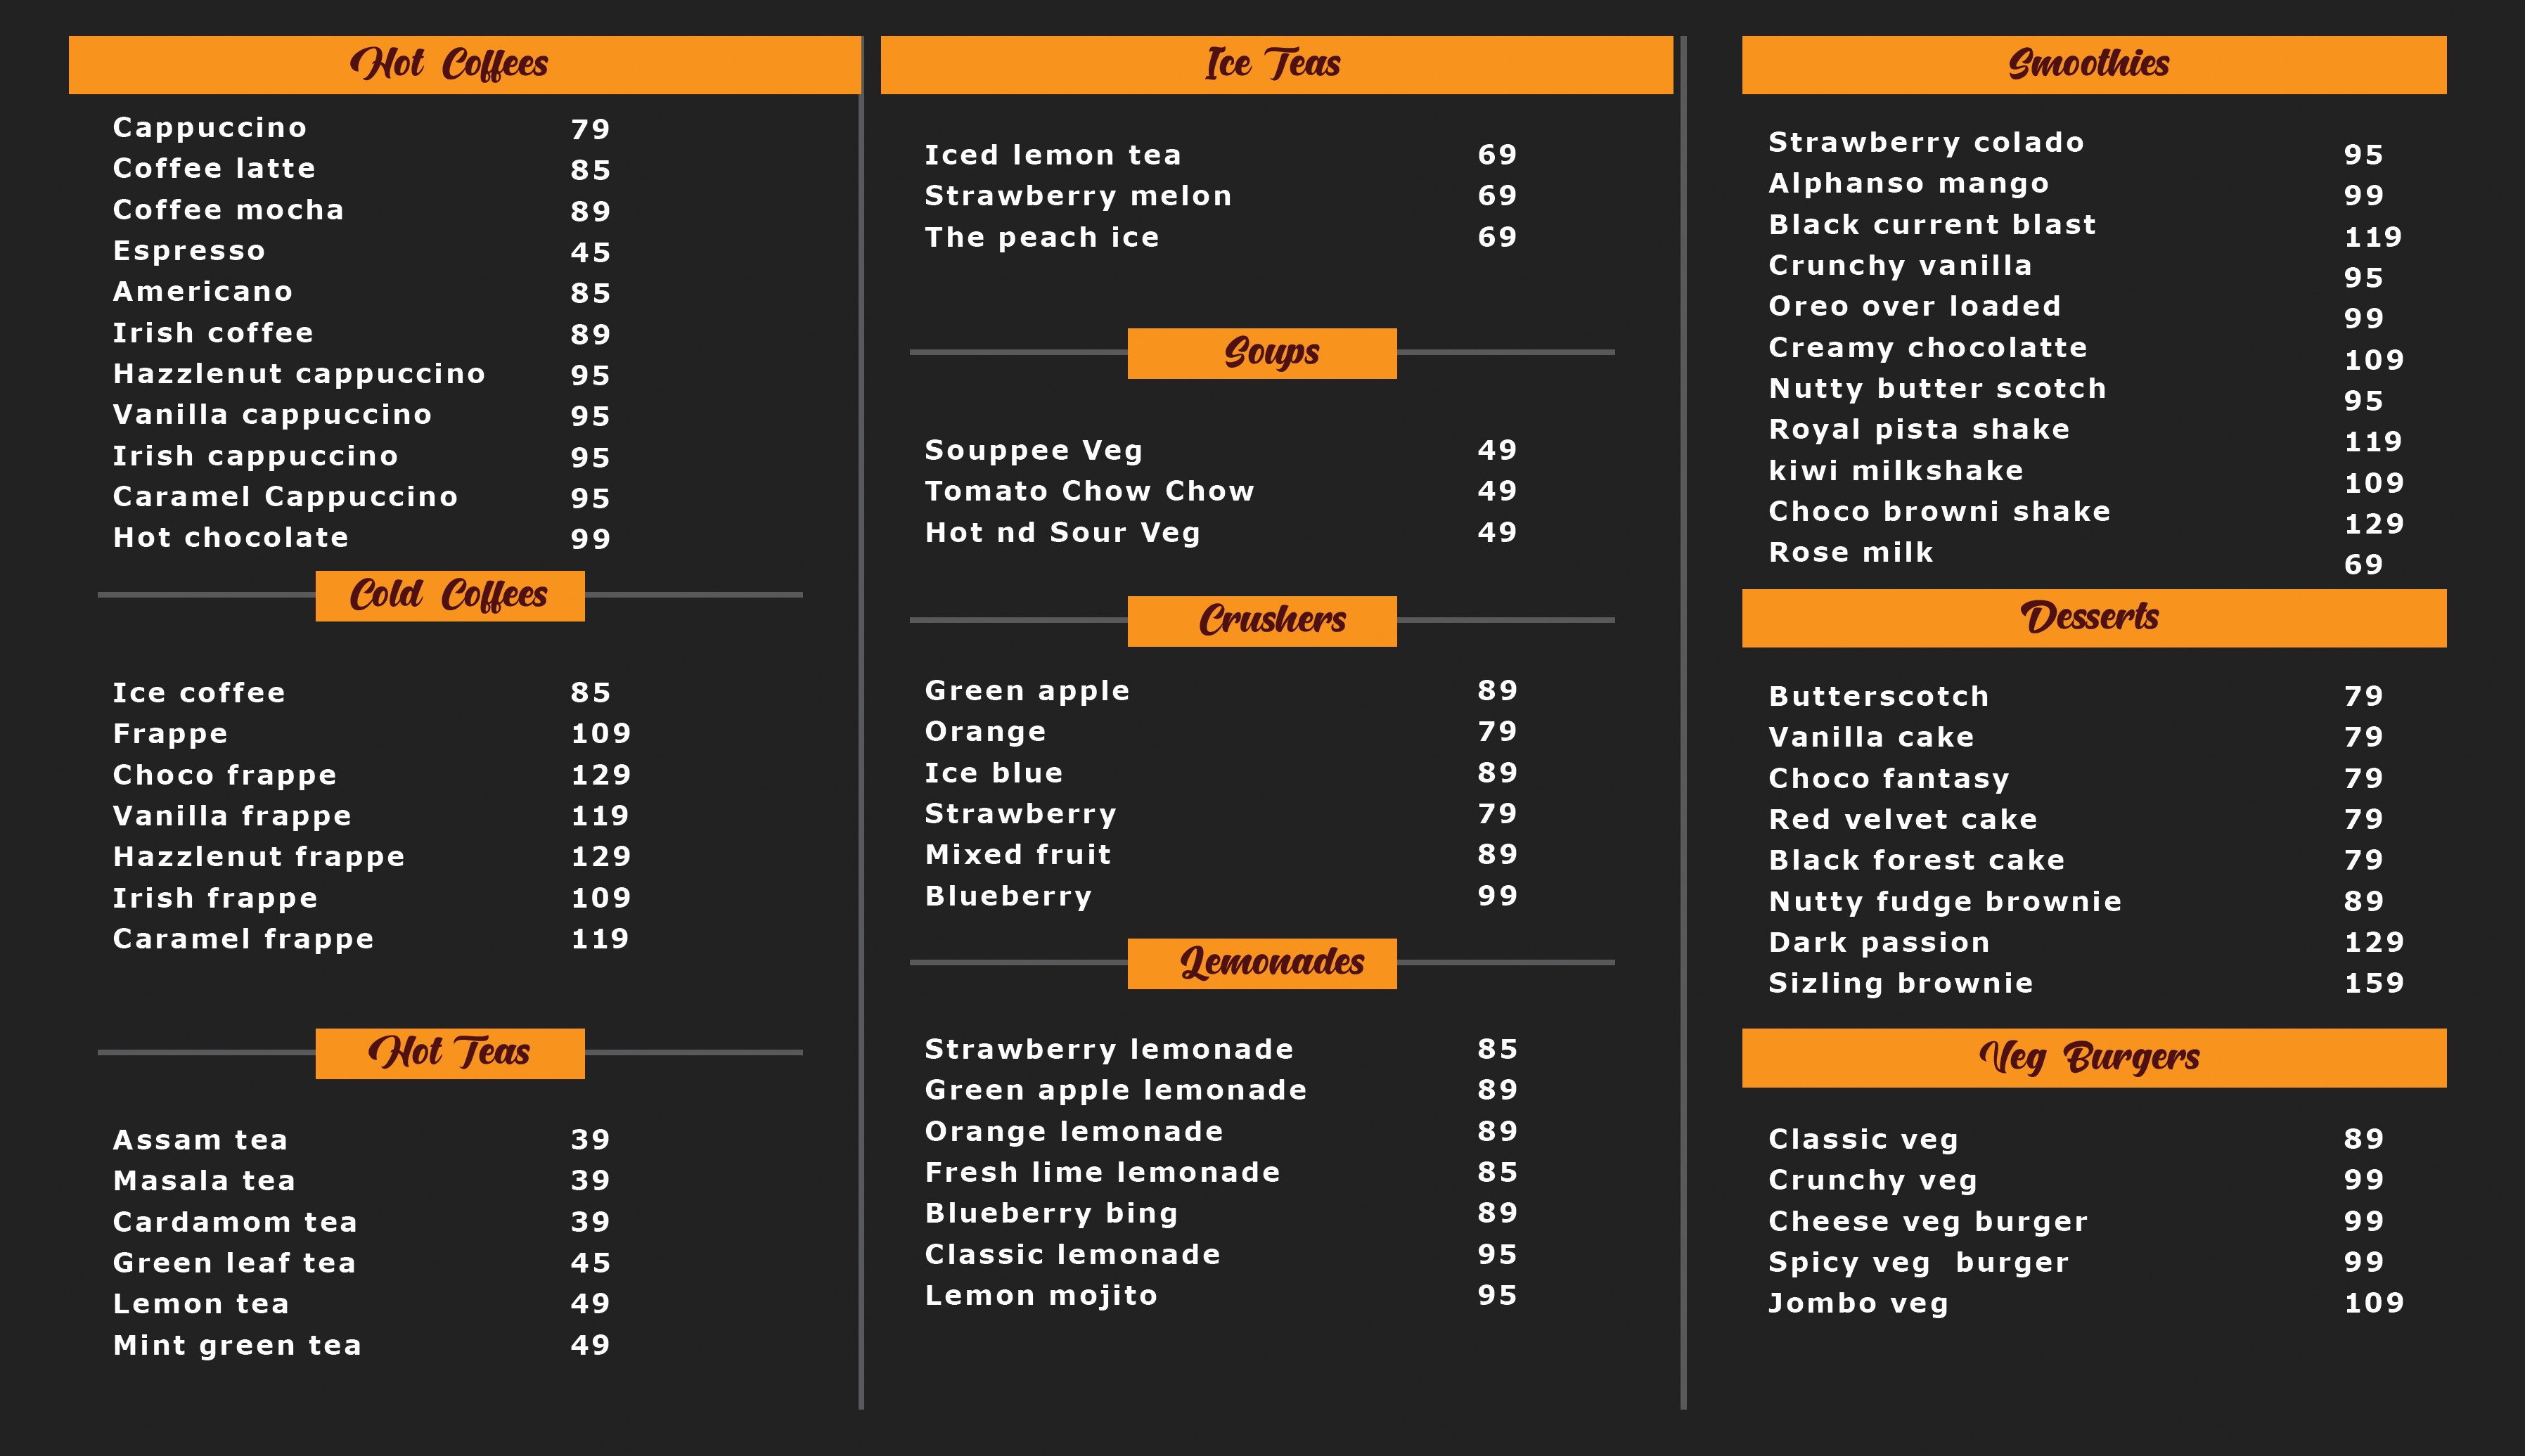 Hot Coffees
Cappuccino 79
Coffee latte 85
Coffee mocha 89
Espresso 45
Americano 85
Irish coffee 89
Hazzlenut cappuccino 95
Vanilla cappuccino 95
Irish cappuccino 95
Caramel Cappuccino 95
Hot chocolate 99
Cold Coffees
Ice coffee 85
Frappe 109
Choco frappe 129
Vanilla frappe 119
Hazzlenut frappe 129
Irish frappe 109
Caramel frappe 119
Hot Teas
Assam tea 39
Masala tea 39
Cardamom tea 39
Green leaf tea 45
Lemon tea 49
Mint green tea 49
Ice Teas
Iced lemon tea 69
Strawberry melon 69
The peach ice 69
Soups
Souppee Veg 49
Tomato Chow Chow 49
Hot nd Sour Veg 49
Crushers
Green apple 89
Orange 79
Ice blue 89
Strawberry 79
Mixed fruit 89
Blueberry 99
Lemonades
Strawberry lemonade 85
Green apple lemonade 89
Orange lemonade 89
Fresh lime lemonade 85
Blueberry bing 89
Classic lemonade 95
Lemon mojito 95
Smoothies
Strawberry colado 95
Alphanso mango 99
Black current blast 119
Crunchy vanilla 95
Oreo over loaded 99
Creamy chocolatte 109
Nutty butter scotch 95
Royal pista shake 119
kiwi milkshake 109
Choco browni shake 129
Rose milk 69
Desserts
Butterscotch 79
Vanilla cake 79
Choco fantasy 79
Red velvet cake 79
Black forest cake 79
Nutty fudge brownie 89
Dark passion 129
Sizling brownie 159
Veg Burgers
Classic veg 89
Crunchy veg 99
Cheese veg burger 99
Spicy veg burger 99
Jombo veg 109